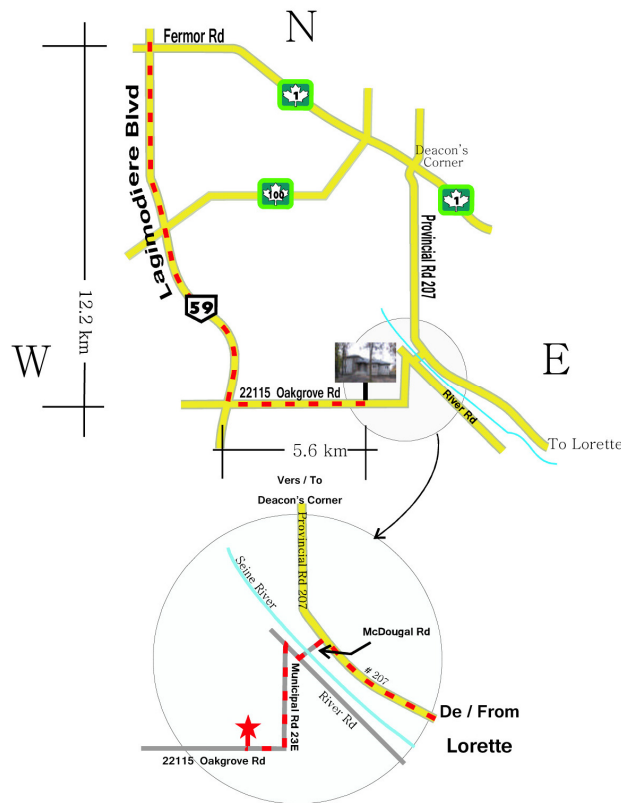 N
Fermor Rd
1
Lagimodiere Blvd
Deacon's
Corner
100
1
Provincial Rd 207
12.2 km
59
W
E
22115 Oakgrove Rd
River Rd
To Lorette
5.6 km
Vers / To
Deacon's Corner
Provincial Rd 207
Seine River
McDougal Rd
# 207
Municipal Rd 23E
River Rd
De / From
Lorette
22115 Oakgrove Rd